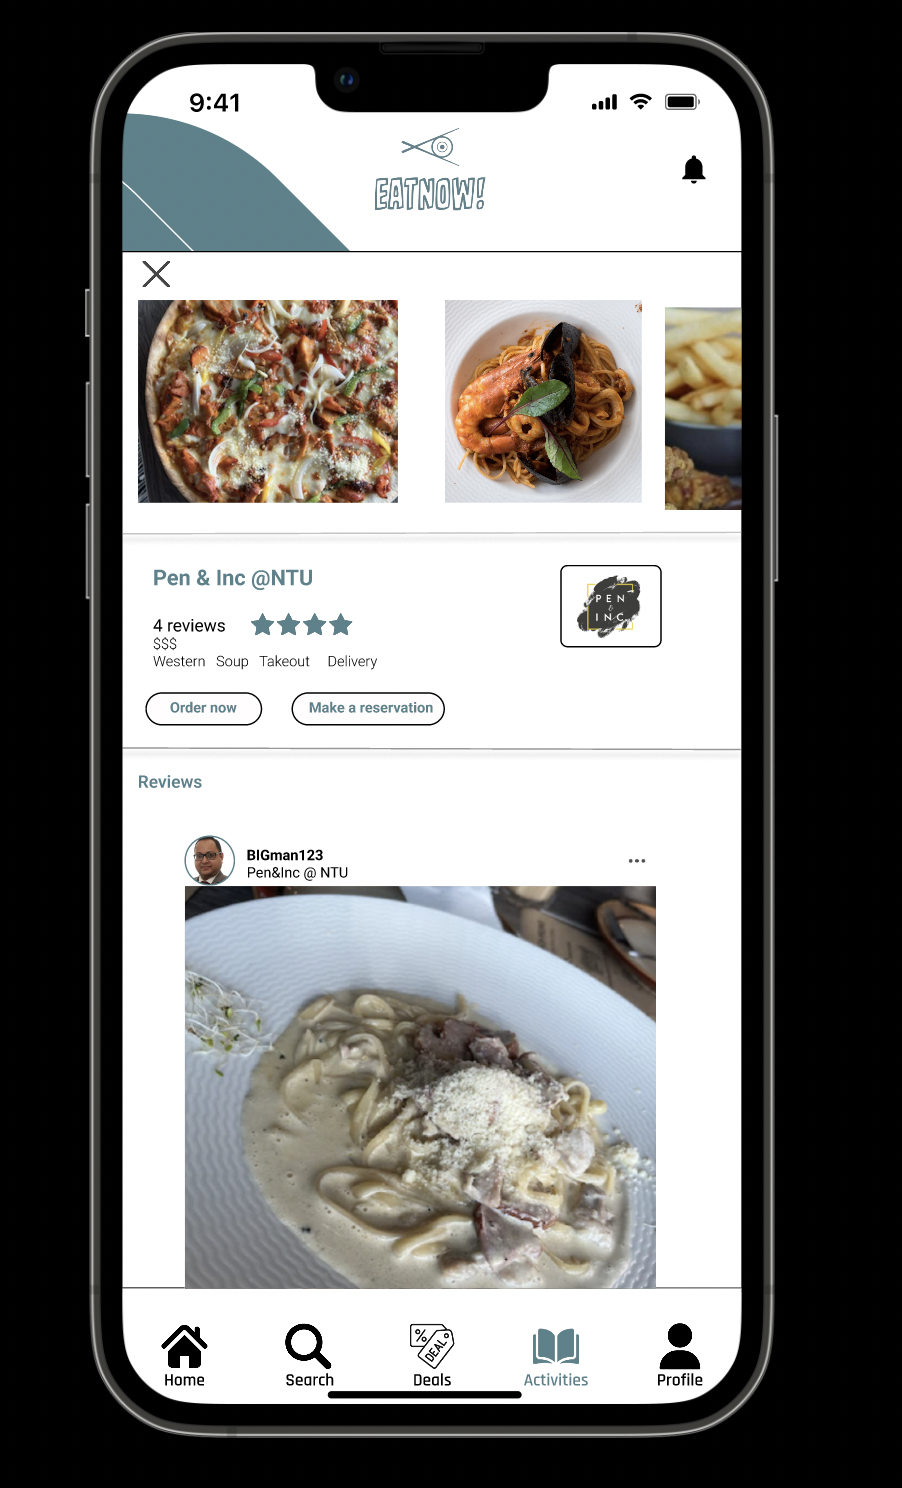 9:41
EATNOW!
Pen & Inc @NTU
PEN
&
INC
4 reviews
$$$
Western Soup Takeout Delivery
Order now Make a reservation
Reviews
BIGman123
Pen&Inc @ NTU
% DEAL
Home Search Deals Activities Profile